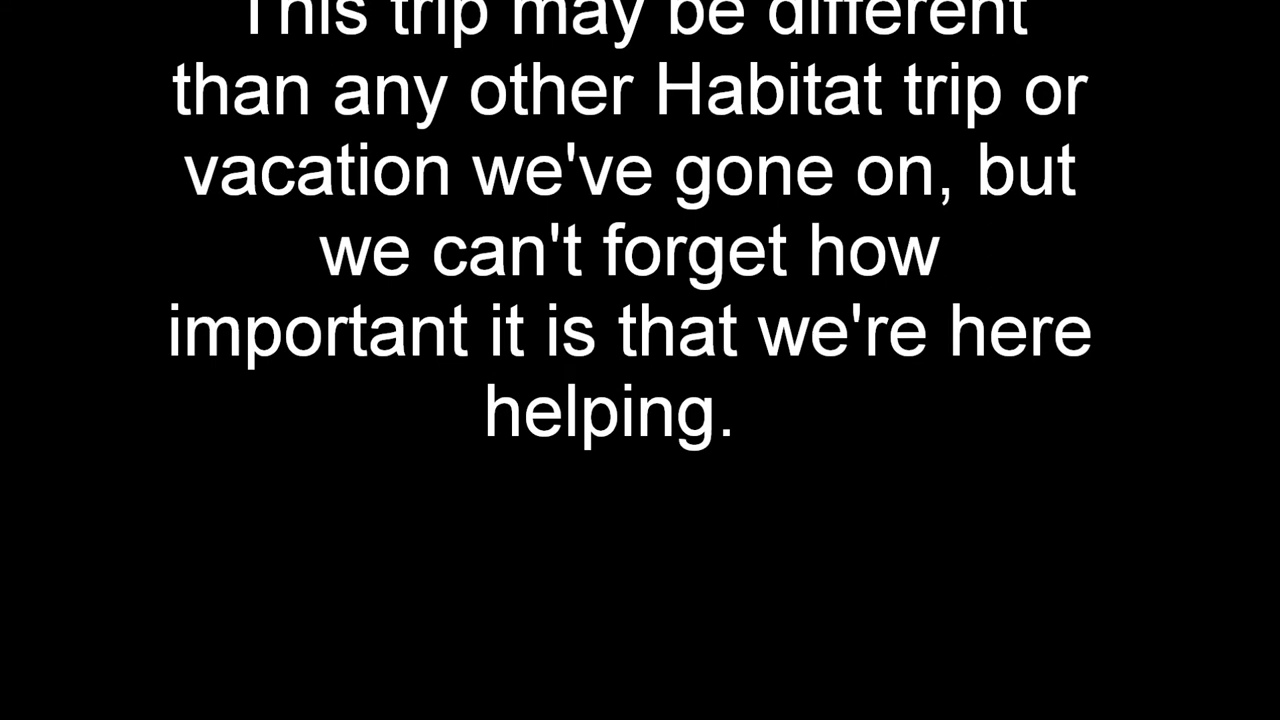 This trip may be different
than any other Habitat trip or
vacation we've gone on, but
we can't forget how
important it is that we're here
helping.